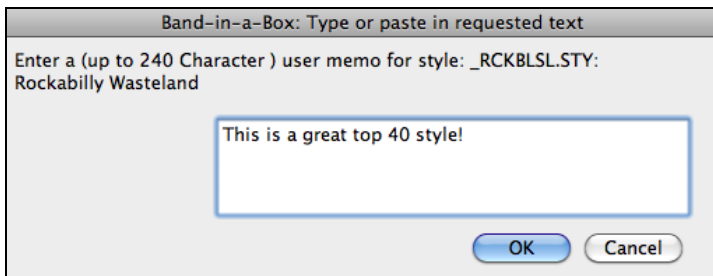 Band-in-a-Box: Type or paste in requested text
Enter a (up to 240 Character ) user memo for style: _RCKBLSL.STY:
Rockabilly Wasteland
This is a great top 40 style!
OK Cancel